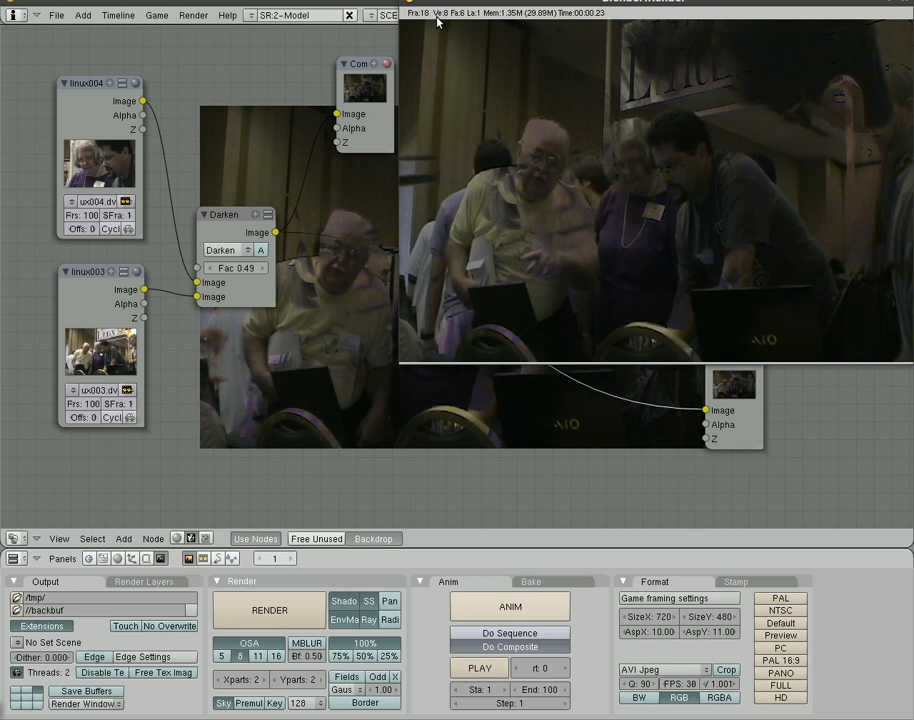 Blender:Render
File Add Timeline Game Render Help SR:2-Model SCE
Fra:18 Ve:8 Fa:6 La:1 Mem:1.35M (29.89M) Time:00:00.23
linux004
Image
Alpha
Z
ux004.dv
Frs: 100 SFra: 1
Offs: 0 Cycl
Com
Image
Alpha
Z
Darken
Image
Darken A
Fac 0.49
Image
Image
linux003
Image
Alpha
Z
ux003.dv
Frs: 100 SFra: 1
Offs: 0 Cycl
Image
Alpha
Z
View Select Add Node Use Nodes Free Unused Backdrop
Panels 1
Output Render Layers
/tmp/
//backbuf
Extensions Touch No Overwrite
No Set Scene
Dither: 0.000 Edge Edge Settings
Threads: 2 Disable Te Free Tex Imag
Save Buffers
Render Window
Render
RENDER
Shado SS Pan
EnvMa Ray Radi
OSA MBLUR 100%
5 8 11 16 Bf: 0.50 75% 50% 25%
Xparts: 2 Yparts: 2 Fields Odd X
Gaus 1.00
Sky Premul Key 128 Border
Anim Bake
ANIM
Do Sequence
Do Composite
PLAY rt: 0
Sta: 1 End: 100
Step: 1
Format Stamp
Game framing settings
SizeX: 720 SizeY: 480
AspX: 10.00 AspY: 11.00
AVI Jpeg Crop
Q: 90 FPS: 30 / 1.001
BW RGB RGBA
PAL
NTSC
Default
Preview
PC
PAL 16:9
PANO
FULL
HD